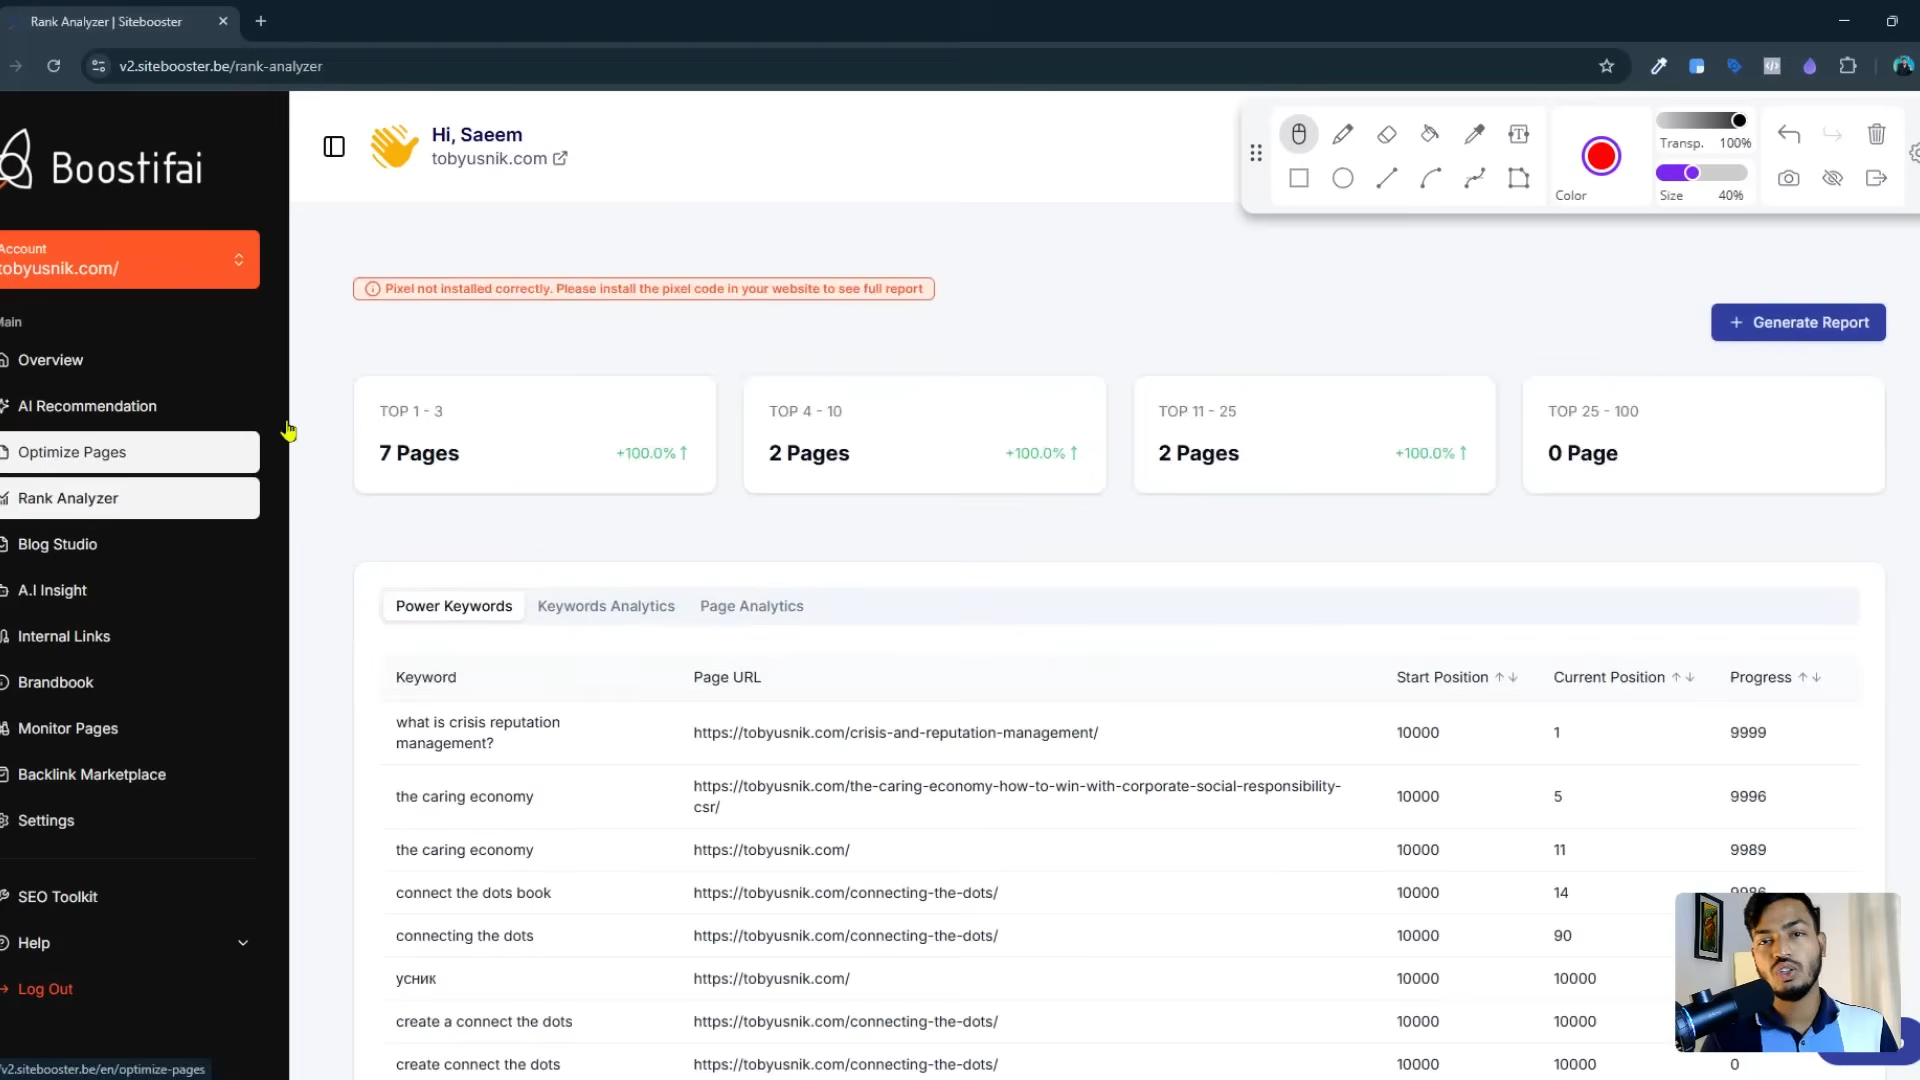 Rank Analyzer | Sitebooster
v2.sitebooster.be/rank-analyzer
Boostifai
Hi, Saeem
tobyusnik.com
Transp. 100%
Color
Size 40%
Account
tobyusnik.com/
Main
Overview
AI Recommendation
Optimize Pages
Rank Analyzer
Blog Studio
A.I Insight
Internal Links
Brandbook
Monitor Pages
Backlink Marketplace
Settings
SEO Toolkit
Help
Log Out
v2.sitebooster.be/en/optimize-pages
Pixel not installed correctly. Please install the pixel code in your website to see full report
Generate Report
TOP 1 - 3
7 Pages +100.0%
TOP 4 - 10
2 Pages +100.0%
TOP 11 - 25
2 Pages +100.0%
TOP 25 - 100
0 Page
Power Keywords Keywords Analytics Page Analytics
Keyword Page URL Start Position Current Position Progress
what is crisis reputation
management? https://tobyusnik.com/crisis-and-reputation-management/ 10000 1 9999
the caring economy https://tobyusnik.com/the-caring-economy-how-to-win-with-corporate-social-responsibility-
csr/ 10000 5 9996
the caring economy https://tobyusnik.com/ 10000 11 9989
connect the dots book https://tobyusnik.com/connecting-the-dots/ 10000 14 9986
connecting the dots https://tobyusnik.com/connecting-the-dots/ 10000 90
усник https://tobyusnik.com/ 10000 10000
create a connect the dots https://tobyusnik.com/connecting-the-dots/ 10000 10000
create connect the dots https://tobyusnik.com/connecting-the-dots/ 10000 10000 0